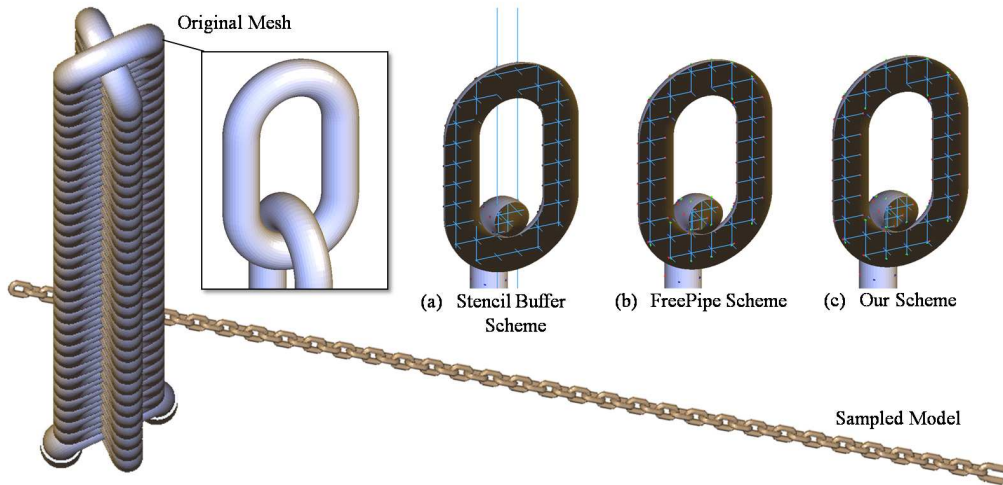 Original Mesh
(a) Stencil Buffer
Scheme
(b) FreePipe Scheme
(c) Our Scheme
Sampled Model